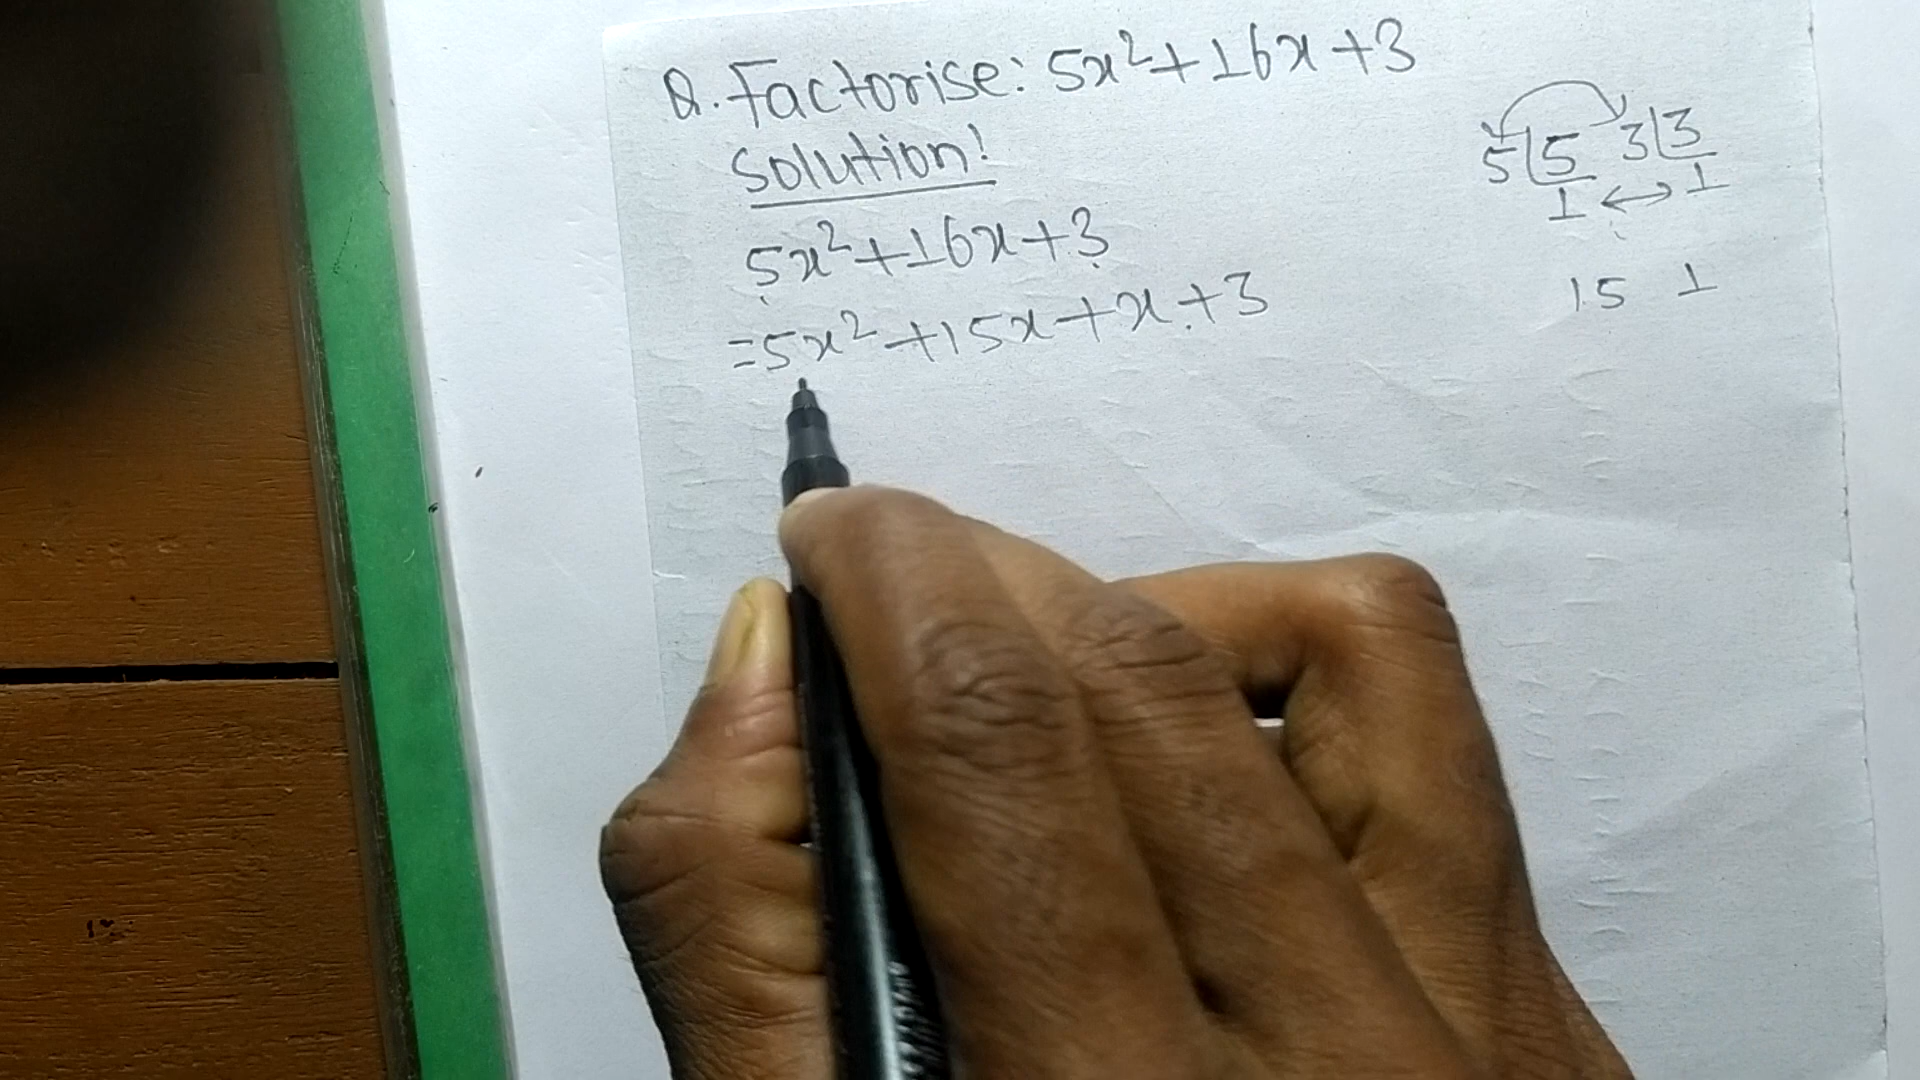 Q. Factorise: 5x²+16x+3
Solution!
5x²+16x+3
=5x²+15x+x+3
5|5 3|3
1 ↔ 1
15 1